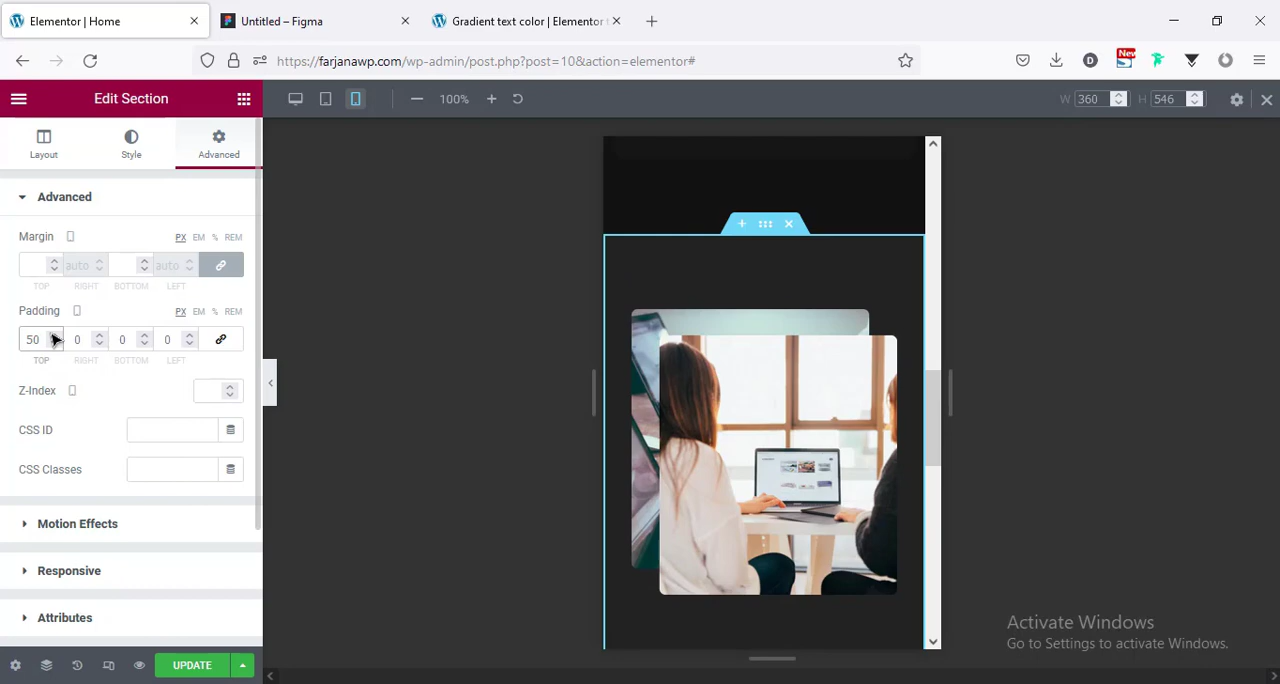 Elementor | Home
Untitled – Figma
Gradient text color | Elementor t
https://farjanawp.com/wp-admin/post.php?post=10&action=elementor#
D
New
Edit Section
100%
W 360
H 546
Layout
Style
Advanced
Advanced
Margin
PX EM % REM
auto
auto
TOP RIGHT BOTTOM LEFT
Padding
PX EM % REM
50 0 0 0
TOP RIGHT BOTTOM LEFT
Z-Index
CSS ID
CSS Classes
Motion Effects
Responsive
Attributes
UPDATE
Activate Windows
Go to Settings to activate Windows.